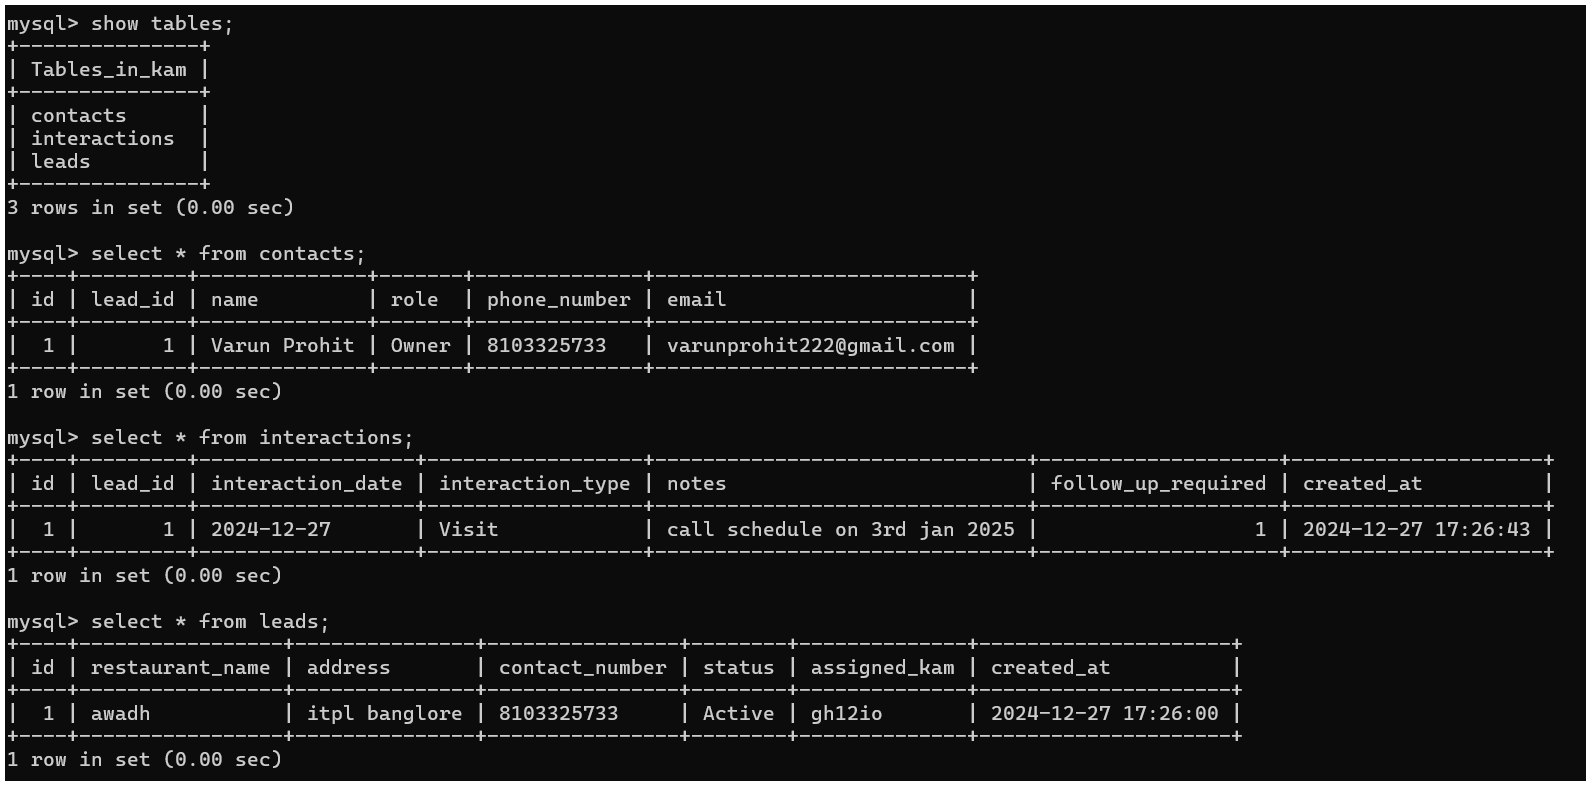 mysql> show tables;
+---------------+
| Tables_in_kam |
+---------------+
| contacts      |
| interactions  |
| leads         |
+---------------+
3 rows in set (0.00 sec)

mysql> select * from contacts;
+----+---------+--------------+-------+--------------+--------------------------+
| id | lead_id | name         | role  | phone_number | email                    |
+----+---------+--------------+-------+--------------+--------------------------+
|  1 |       1 | Varun Prohit | Owner | 8103325733   | varunprohit222@gmail.com |
+----+---------+--------------+-------+--------------+--------------------------+
1 row in set (0.00 sec)

mysql> select * from interactions;
+----+---------+------------------+------------------+-------------------------------+--------------------+---------------------+
| id | lead_id | interaction_date | interaction_type | notes                         | follow_up_required | created_at          |
+----+---------+------------------+------------------+-------------------------------+--------------------+---------------------+
|  1 |       1 | 2024-12-27       | Visit            | call schedule on 3rd jan 2025 |                  1 | 2024-12-27 17:26:43 |
+----+---------+------------------+------------------+-------------------------------+--------------------+---------------------+
1 row in set (0.00 sec)

mysql> select * from leads;
+----+-----------------+---------------+----------------+--------+--------------+---------------------+
| id | restaurant_name | address       | contact_number | status | assigned_kam | created_at          |
+----+-----------------+---------------+----------------+--------+--------------+---------------------+
|  1 | awadh           | itpl banglore | 8103325733     | Active | gh12io       | 2024-12-27 17:26:00 |
+----+-----------------+---------------+----------------+--------+--------------+---------------------+
1 row in set (0.00 sec)